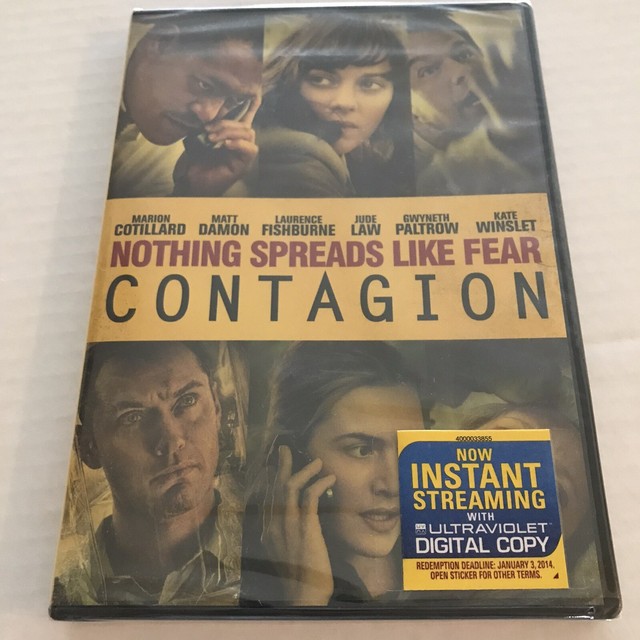 MARION COTILLARD
MATT DAMON
LAURENCE FISHBURNE
JUDE LAW
GWYNETH PALTROW
KATE WINSLET
NOTHING SPREADS LIKE FEAR
CONTAGION
4000033855
NOW
INSTANT
STREAMING
WITH
ULTRAVIOLET
DIGITAL COPY
REDEMPTION DEADLINE: JANUARY 3, 2014.
OPEN STICKER FOR OTHER TERMS.